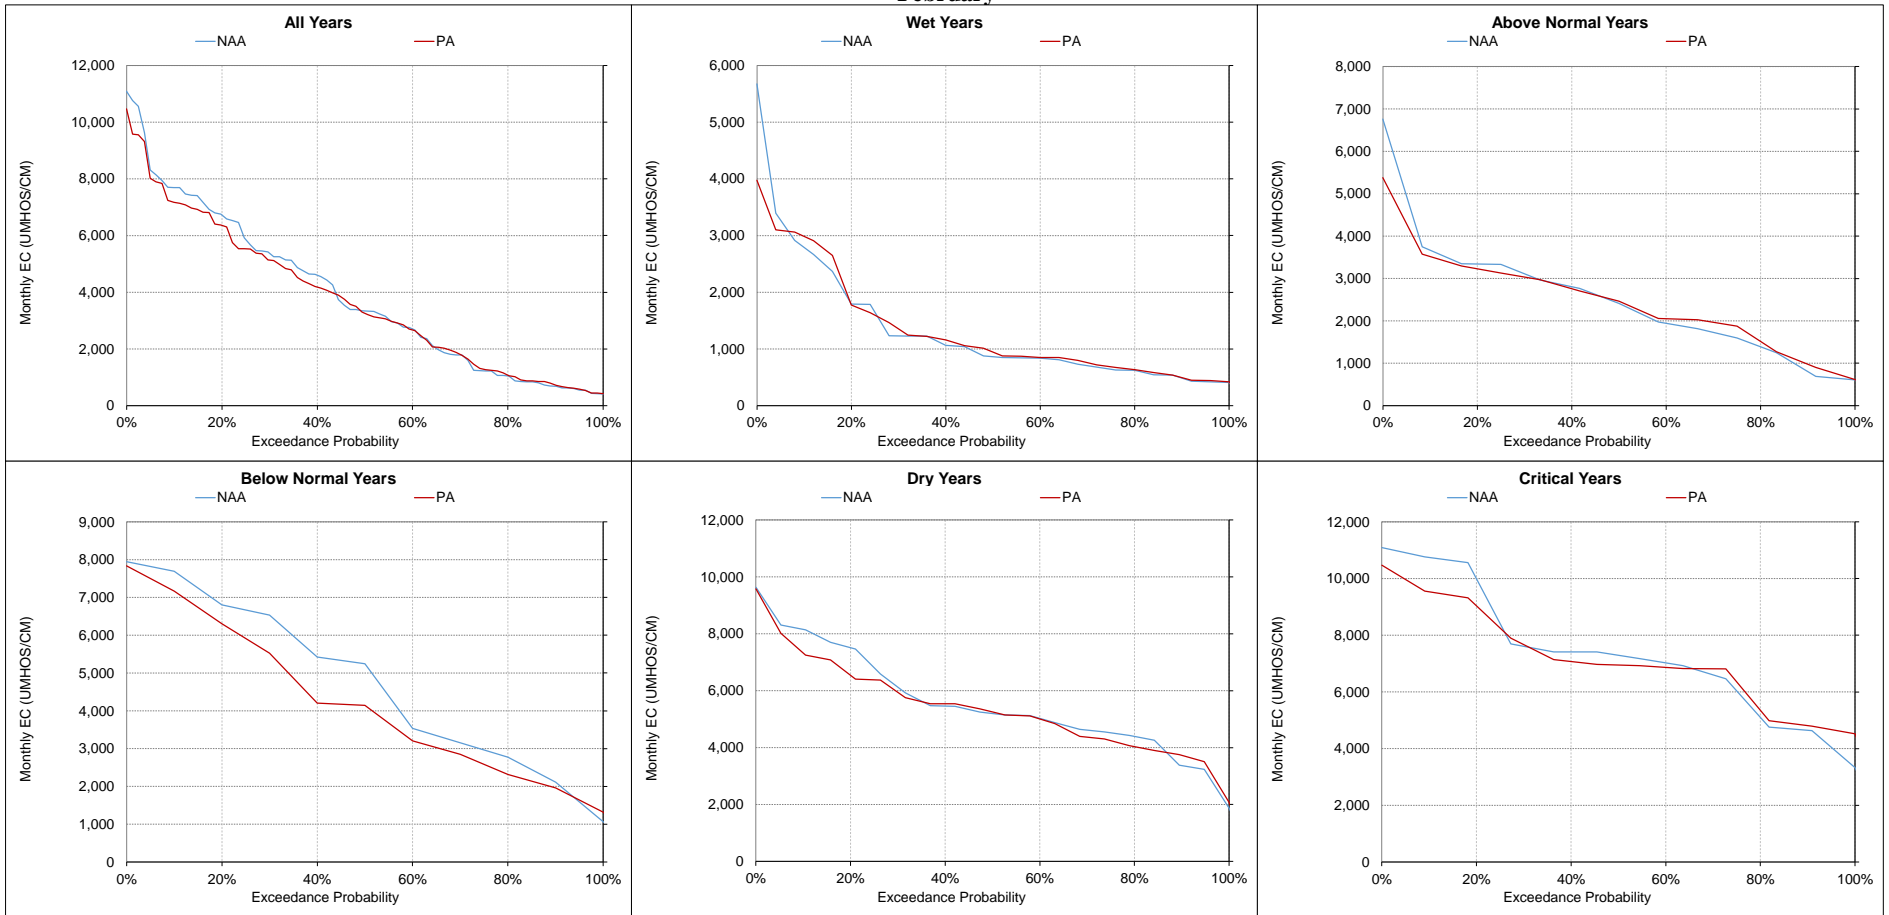 February
All Years
NAA PA
12,000
10,000
8,000
6,000
4,000
2,000
0
Monthly EC (UMHOS/CM)
0% 20% 40% 60% 80% 100%
Exceedance Probability
Wet Years
NAA PA
6,000
5,000
4,000
3,000
2,000
1,000
0
Monthly EC (UMHOS/CM)
0% 20% 40% 60% 80% 100%
Exceedance Probability
Above Normal Years
NAA PA
8,000
7,000
6,000
5,000
4,000
3,000
2,000
1,000
0
Monthly EC (UMHOS/CM)
0% 20% 40% 60% 80% 100%
Exceedance Probability
Below Normal Years
NAA PA
9,000
8,000
7,000
6,000
5,000
4,000
3,000
2,000
1,000
0
Monthly EC (UMHOS/CM)
0% 20% 40% 60% 80% 100%
Exceedance Probability
Dry Years
NAA PA
12,000
10,000
8,000
6,000
4,000
2,000
0
Monthly EC (UMHOS/CM)
0% 20% 40% 60% 80% 100%
Exceedance Probability
Critical Years
NAA PA
12,000
10,000
8,000
6,000
4,000
2,000
0
Monthly EC (UMHOS/CM)
0% 20% 40% 60% 80% 100%
Exceedance Probability